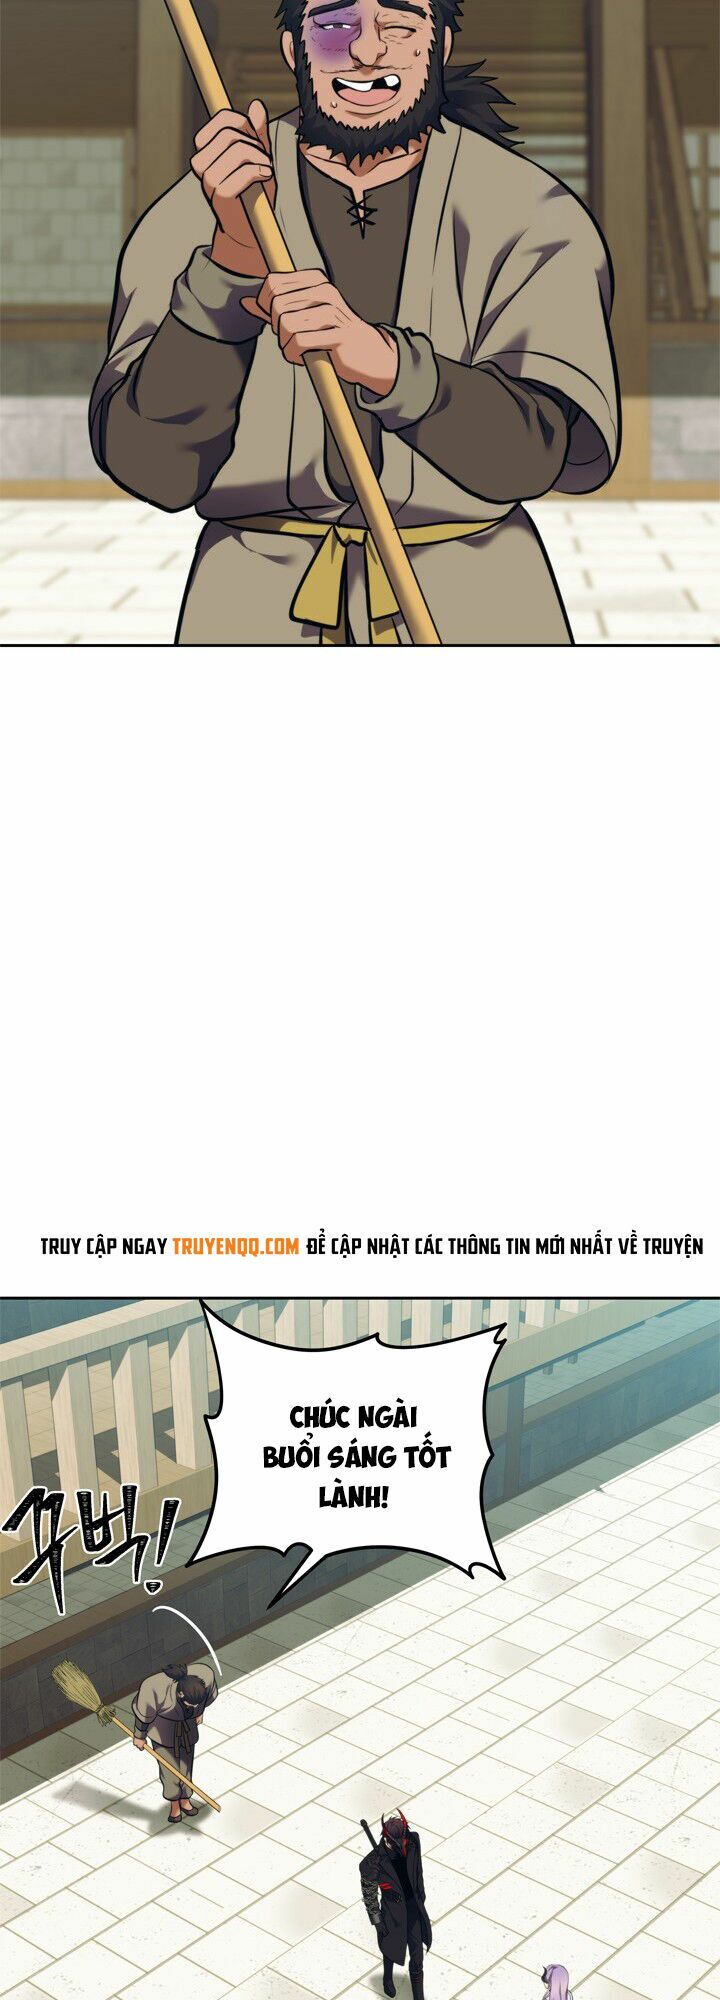 TRUY CẬP NGAY TRUYENQQ.COM ĐỂ CẬP NHẬT CÁC THÔNG TIN MỚI NHẤT VỀ TRUYỆN
CHÚC NGÀI
BUỔI SÁNG TỐT
LÀNH!
꾸벅!